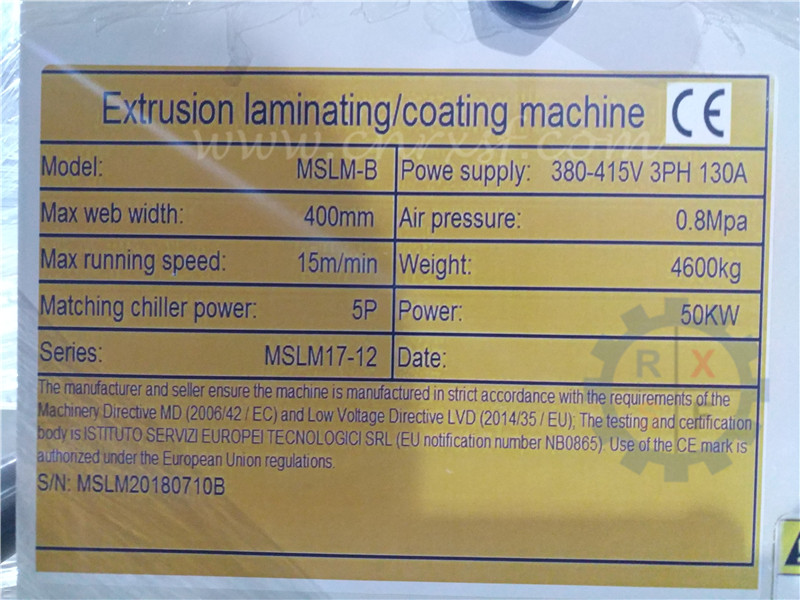 Extrusion laminating/coating machine CE
www.cnrxsf.com
Model: MSLM-B Powe supply: 380-415V 3PH 130A
Max web width: 400mm Air pressure: 0.8Mpa
Max running speed: 15m/min Weight: 4600kg
Matching chiller power: 5P Power: 50KW
Series: MSLM17-12 Date:
R X
F
The manufacturer and seller ensure the machine is manufactured in strict accordance with the requirements of the
Machinery Directive MD (2006/42 / EC) and Low Voltage Directive LVD (2014/35 / EU); The testing and certification
body is ISTITUTO SERVIZI EUROPEI TECNOLOGICI SRL (EU notification number NB0865). Use of the CE mark is
authonzed under the European Union regulations.
S/N: MSLM20180710B